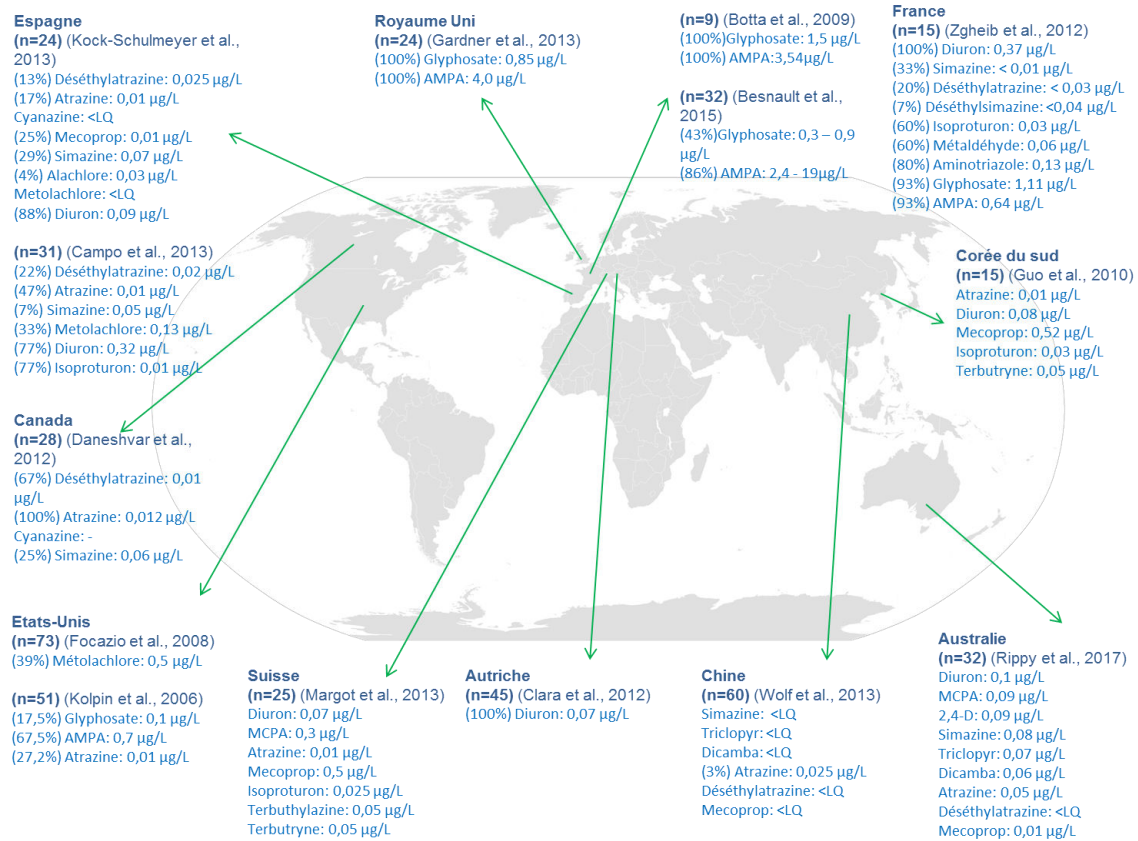 Espagne
(n=24) (Kock-Schulmeyer et al.,
2013)
(13%) Déséthylatrazine: 0,025 µg/L
(17%) Atrazine: 0,01 µg/L
Cyanazine: <LQ
(25%) Mecoprop: 0,01 µg/L
(29%) Simazine: 0,07 µg/L
(4%) Alachlore: 0,03 µg/L
Metolachlore: <LQ
(88%) Diuron: 0,09 µg/L
(n=31) (Campo et al., 2013)
(22%) Déséthylatrazine: 0,02 µg/L
(47%) Atrazine: 0,01 µg/L
(7%) Simazine: 0,05 µg/L
(33%) Metolachlore: 0,13 µg/L
(77%) Diuron: 0,32 µg/L
(77%) Isoproturon: 0,01 µg/L
Royaume Uni
(n=24) (Gardner et al., 2013)
(100%) Glyphosate: 0,85 µg/L
(100%) AMPA: 4,0 µg/L
(n=9) (Botta et al., 2009)
(100%)Glyphosate: 1,5 µg/L
(100%) AMPA:3,54µg/L
(n=32) (Besnault et al.,
2015)
(43%)Glyphosate: 0,3 – 0,9
µg/L
(86%) AMPA: 2,4 - 19µg/L
France
(n=15) (Zgheib et al., 2012)
(100%) Diuron: 0,37 µg/L
(33%) Simazine: < 0,01 µg/L
(20%) Déséthylatrazine: < 0,03 µg/L
(7%) Déséthylsimazine: <0,04 µg/L
(60%) Isoproturon: 0,03 µg/L
(60%) Métaldéhyde: 0,06 µg/L
(80%) Aminotriazole: 0,13 µg/L
(93%) Glyphosate: 1,11 µg/L
(93%) AMPA: 0,64 µg/L
Corée du sud
(n=15) (Guo et al., 2010)
Atrazine: 0,01 µg/L
Diuron: 0,08 µg/L
Mecoprop: 0,52 µg/L
Isoproturon: 0,03 µg/L
Terbutryne: 0,05 µg/L
Canada
(n=28) (Daneshvar et al.,
2012)
(67%) Déséthylatrazine: 0,01
µg/L
(100%) Atrazine: 0,012 µg/L
Cyanazine: -
(25%) Simazine: 0,06 µg/L
Etats-Unis
(n=73) (Focazio et al., 2008)
(39%) Métolachlore: 0,5 µg/L
(n=51) (Kolpin et al., 2006)
(17,5%) Glyphosate: 0,1 µg/L
(67,5%) AMPA: 0,7 µg/L
(27,2%) Atrazine: 0,01 µg/L
Suisse
(n=25) (Margot et al., 2013)
Diuron: 0,07 µg/L
MCPA: 0,3 µg/L
Atrazine: 0,01 µg/L
Mecoprop: 0,5 µg/L
Isoproturon: 0,025 µg/L
Terbuthylazine: 0,05 µg/L
Terbutryne: 0,05 µg/L
Autriche
(n=45) (Clara et al., 2012)
(100%) Diuron: 0,07 µg/L
Chine
(n=60) (Wolf et al., 2013)
Simazine: <LQ
Triclopyr: <LQ
Dicamba: <LQ
(3%) Atrazine: 0,025 µg/L
Déséthylatrazine: <LQ
Mecoprop: <LQ
Australie
(n=32) (Rippy et al., 2017)
Diuron: 0,1 µg/L
MCPA: 0,09 µg/L
2,4-D: 0,09 µg/L
Simazine: 0,08 µg/L
Triclopyr: 0,07 µg/L
Dicamba: 0,06 µg/L
Atrazine: 0,05 µg/L
Déséthylatrazine: <LQ
Mecoprop: 0,01 µg/L